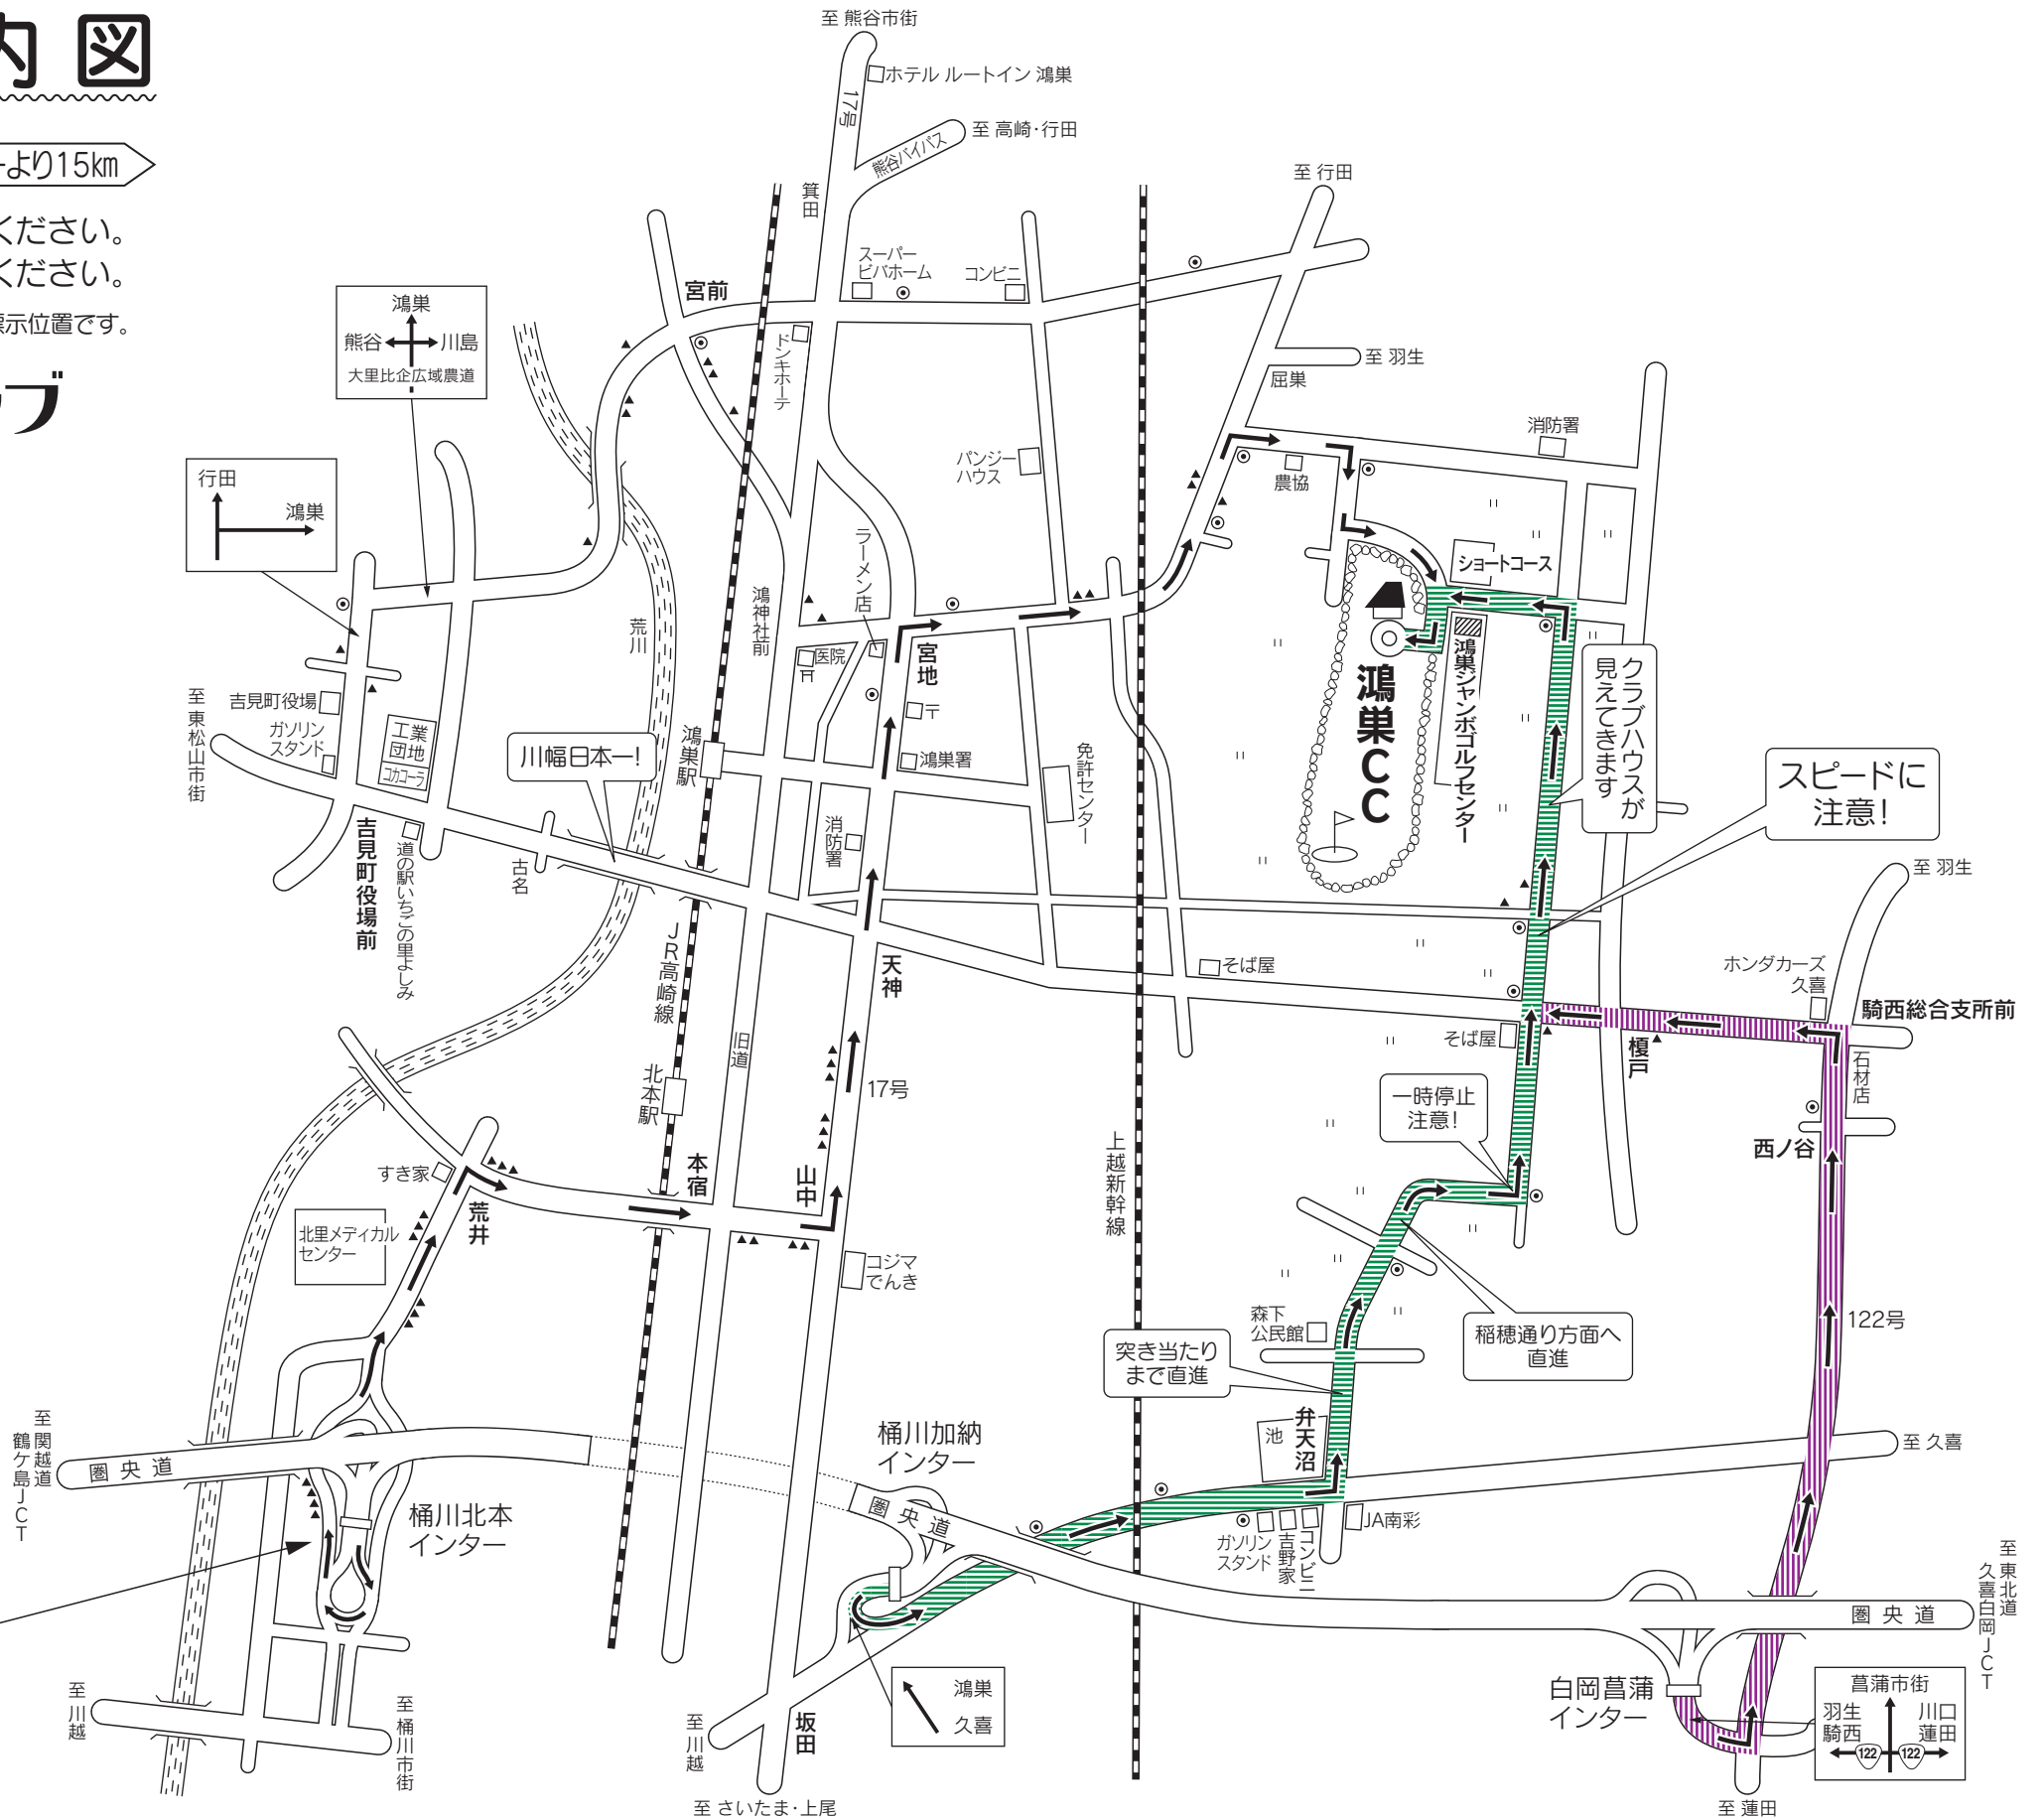 内図
より15km
ください。
ください。
標示位置です。
ブ
至 熊谷市街
ホテル ルートイン 鴻巣
17号
至 高崎・行田
熊谷バイパス
箕田
至 行田
スーパー
ビバホーム
コンビニ
宮前
ドンキホーテ
至 羽生
屈巣
鴻巣
熊谷
川島
大里比企広域農道
行田
鴻巣
消防署
農協
パンジー
ハウス
ラーメン店
鴻神社前
荒川
医院
宮地
〒
鴻巣署
ショートコース
鴻巣ジャンボゴルフセンター
鴻巣CC
クラブハウスが
見えてきます
スピードに
注意!
至 東松山市街
吉見町役場
ガソリン
スタンド
工業
団地
コカコーラ
川幅日本一!
鴻巣駅
免許センター
消防署
吉見町役場前
道の駅いちごの里よしみ
古名
JR高崎線
天神
そば屋
至 羽生
ホンダカーズ
久喜
騎西総合支所前
そば屋
榎戸
石材店
旧道
北本駅
17号
一時停止
注意!
西ノ谷
上越新幹線
すき家
本宿
山中
荒井
北里メディカル
センター
コジマ
でんき
森下
公民館
稲穂通り方面へ
直進
突き当たり
まで直進
122号
弁天沼
池
至 久喜
至 関越道
鶴ケ島JCT
圏央道
桶川加納
インター
圏央道
桶川北本
インター
JA南彩
ガソリン
スタンド
吉野家
コンビニ
至 東北道
久喜白岡JCT
圏央道
白岡菖蒲
インター
菖蒲市街
羽生
騎西
川口
蓮田
122
122
鴻巣
久喜
至 川越
至 桶川市街
至 川越
坂田
至 さいたま・上尾
至 蓮田